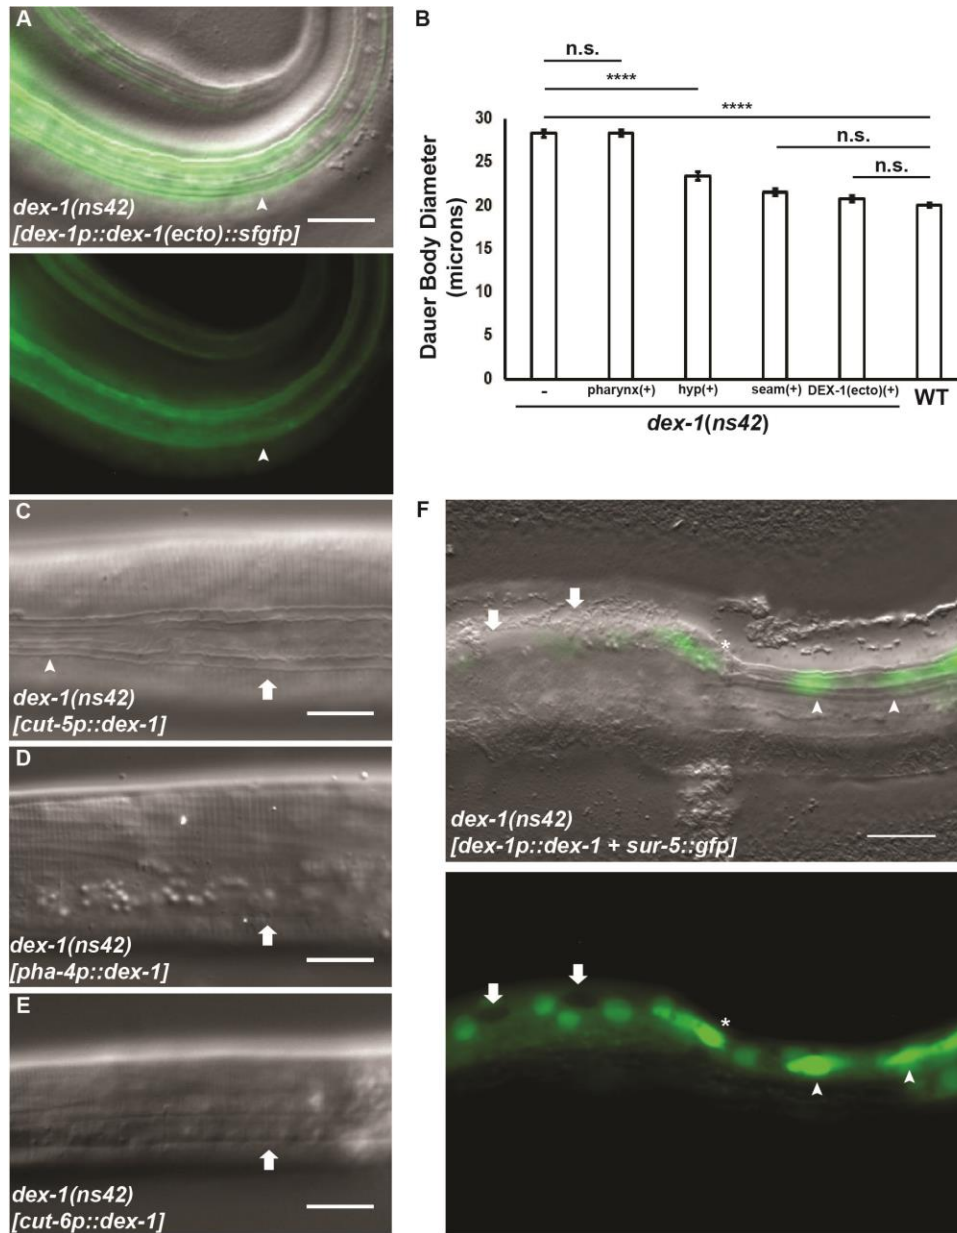 A
dex-1(ns42)
[dex-1p::dex-1(ecto)::sfgfp]
B
n.s.
****
****
n.s.
n.s.
Dauer Body Diameter
(microns)
30
25
20
15
10
5
0
- pharynx(+) hyp(+) seam(+) DEX-1(ecto)(+) WT
dex-1(ns42)
C
dex-1(ns42)
[cut-5p::dex-1]
D
dex-1(ns42)
[pha-4p::dex-1]
E
dex-1(ns42)
[cut-6p::dex-1]
F
*
dex-1(ns42)
[dex-1p::dex-1 + sur-5::gfp]
*